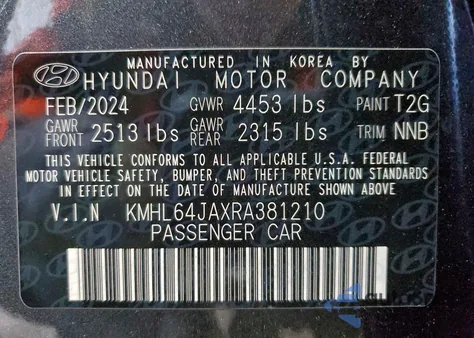 MANUFACTURED IN KOREA BY
HYUNDAI MOTOR COMPANY
FEB/2024 GVWR 4453 lbs PAINT T2G
GAWR FRONT 2513 lbs GAWR REAR 2315 lbs TRIM NNB
THIS VEHICLE CONFORMS TO ALL APPLICABLE U.S.A. FEDERAL
MOTOR VEHICLE SAFETY, BUMPER, AND THEFT PREVENTION STANDARDS
IN EFFECT ON THE DATE OF MANUFACTURE SHOWN ABOVE.
V.I.N KMHL64JAXRA381210
PASSENGER CAR